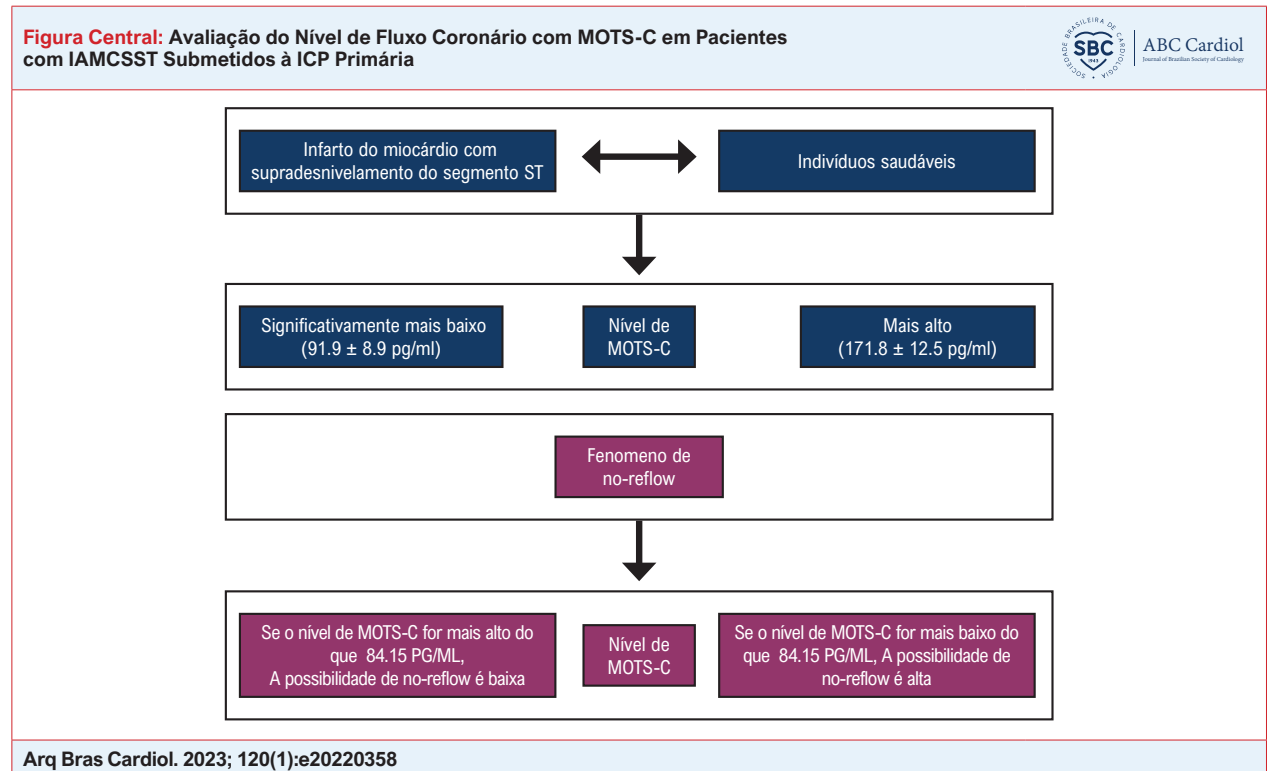 Figura Central: Avaliação do Nível de Fluxo Coronário com MOTS-C em Pacientes
com IAMCSST Submetidos à ICP Primária
SOCIEDADE BRASILEIRA DE CARDIOLOGIA
SBC
1943
ABC Cardiol
Journal of Brazilian Society of Cardiology
Infarto do miocárdio com
supradesnivelamento do segmento ST
Indivíduos saudáveis
Significativamente mais baixo
(91.9 ± 8.9 pg/ml)
Nível de
MOTS-C
Mais alto
(171.8 ± 12.5 pg/ml)
Fenomeno de
no-reflow
Se o nível de MOTS-C for mais alto do
que 84.15 PG/ML,
A possibilidade de no-reflow é baixa
Nível de
MOTS-C
Se o nível de MOTS-C for mais baixo do
que 84.15 PG/ML, A possibilidade de
no-reflow é alta
Arq Bras Cardiol. 2023; 120(1):e20220358